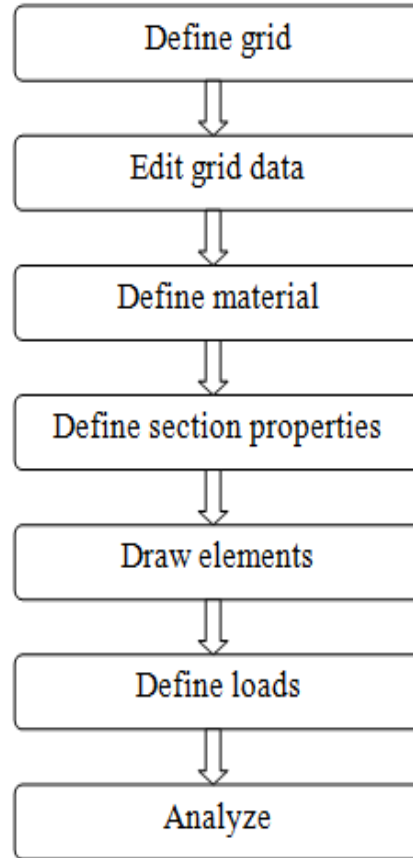 Define grid
Edit grid data
Define material
Define section properties
Draw elements
Define loads
Analyze